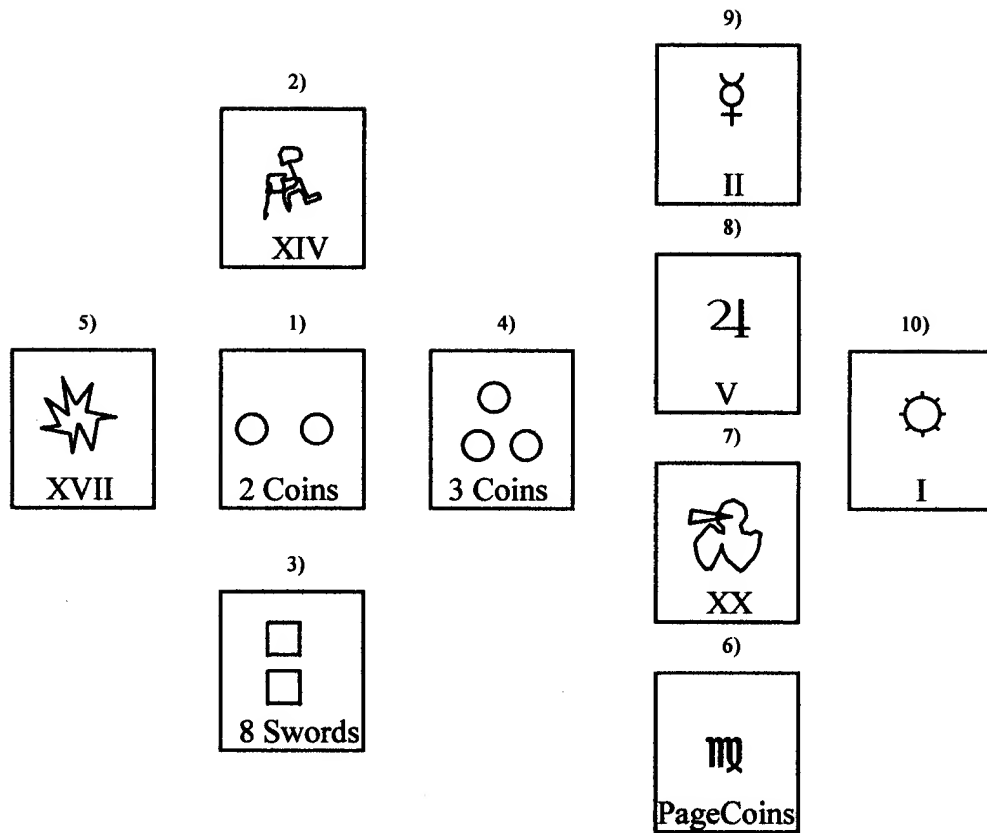 9)
II
2)
XIV
8)
V
5)
XVII
1)
2 Coins
4)
3 Coins
10)
I
7)
XX
3)
8 Swords
6)
PageCoins